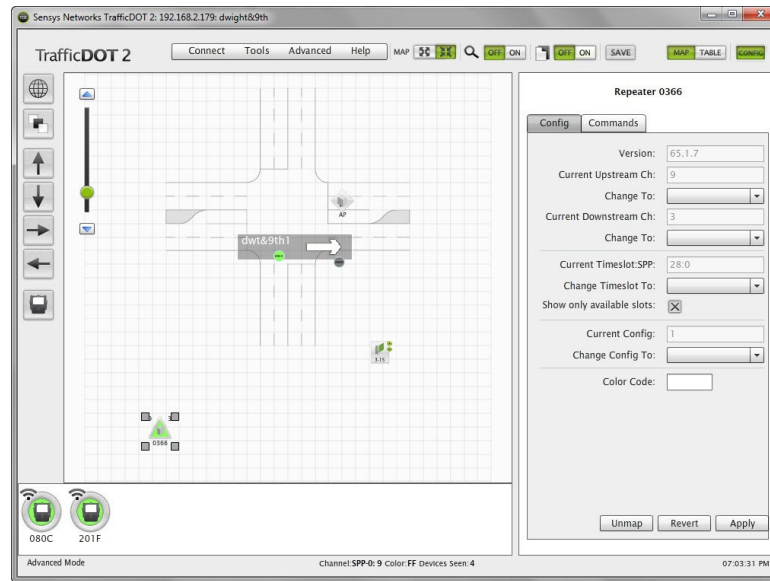 Sensys Networks TrafficDOT 2: 192.168.2.179: dwight&9th
TrafficDOT 2
Connect Tools Advanced Help
MAP
OFF ON
OFF ON
SAVE
MAP TABLE
CONFIG
Repeater 0366
Config Commands
Version: 65.1.7
Current Upstream Ch: 9
Change To:
Current Downstream Ch: 3
Change To:
Current Timeslot:SPP: 28:0
Change Timeslot To:
Show only available slots:
Current Config: 1
Change Config To:
Color Code:
AP
dwt&9th1
3-15
0366
080C 201F
Unmap Revert Apply
Advanced Mode
Channel:SPP-0: 9 Color:FF Devices Seen: 4
07:03:31 PM